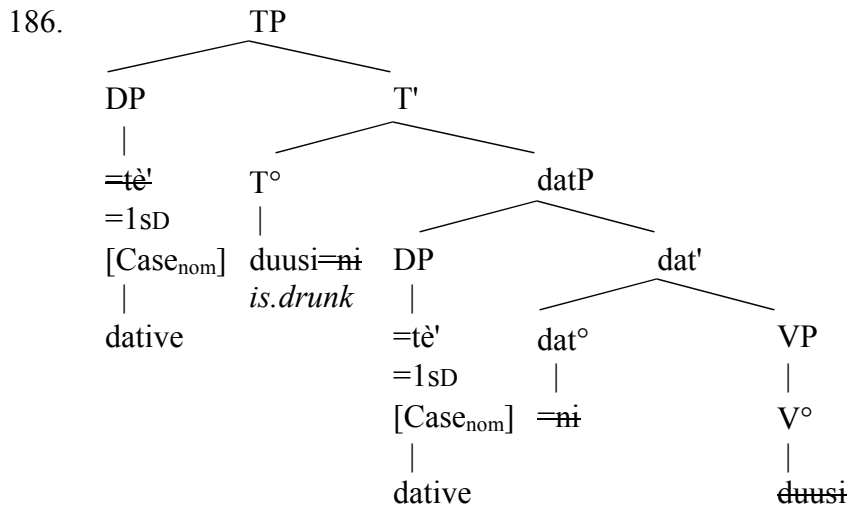 186. TP
DP T'
=tè' T° datP
=1SD
[Case_nom] duusi=ni DP dat'
is.drunk
dative =tè' dat° VP
=1SD
[Case_nom] =ni V°
dative duusi